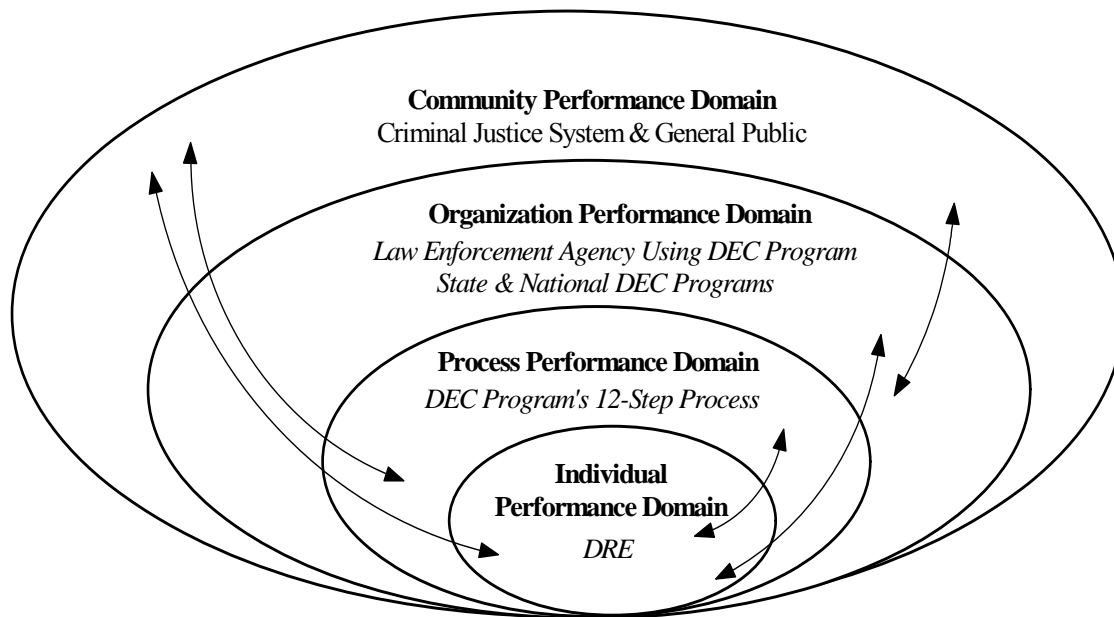 Community Performance Domain
Criminal Justice System & General Public
Organization Performance Domain
Law Enforcement Agency Using DEC Program
State & National DEC Programs
Process Performance Domain
DEC Program's 12-Step Process
Individual
Performance Domain
DRE